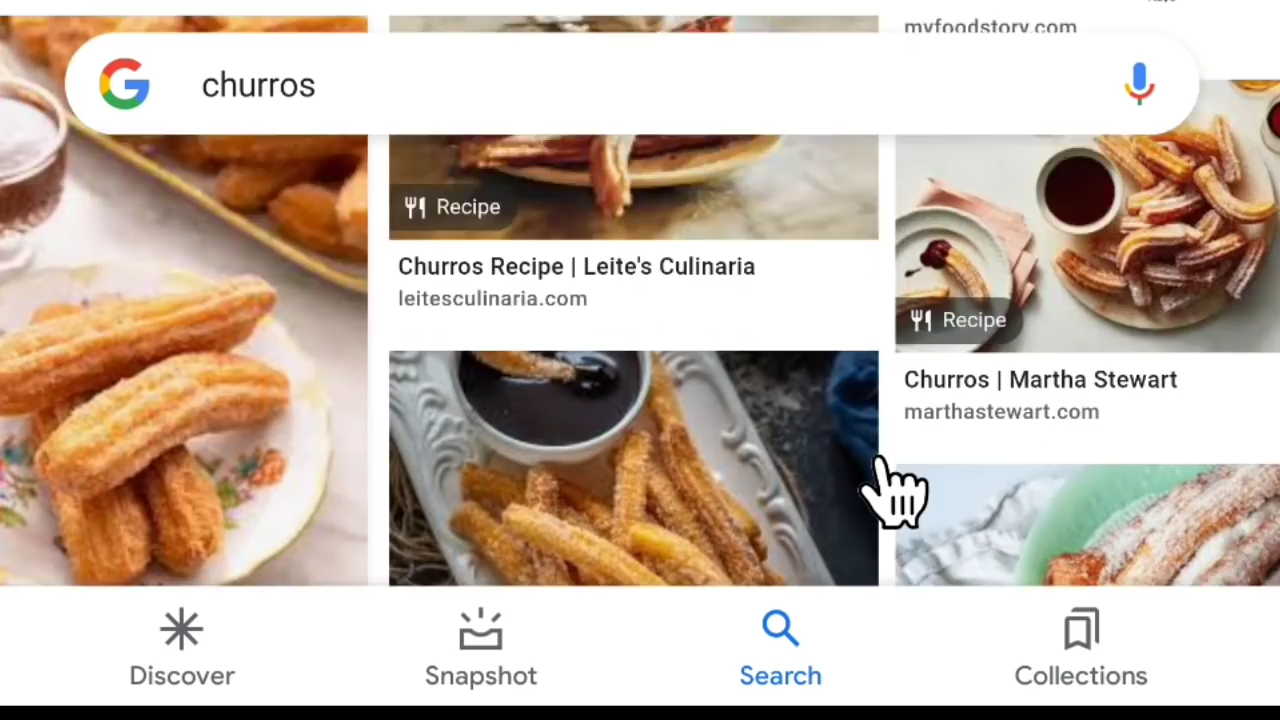 myfoodstory.com
churros
Recipe
Churros Recipe | Leite's Culinaria
leitesculinaria.com
Recipe
Churros | Martha Stewart
marthastewart.com
Discover
Snapshot
Search
Collections